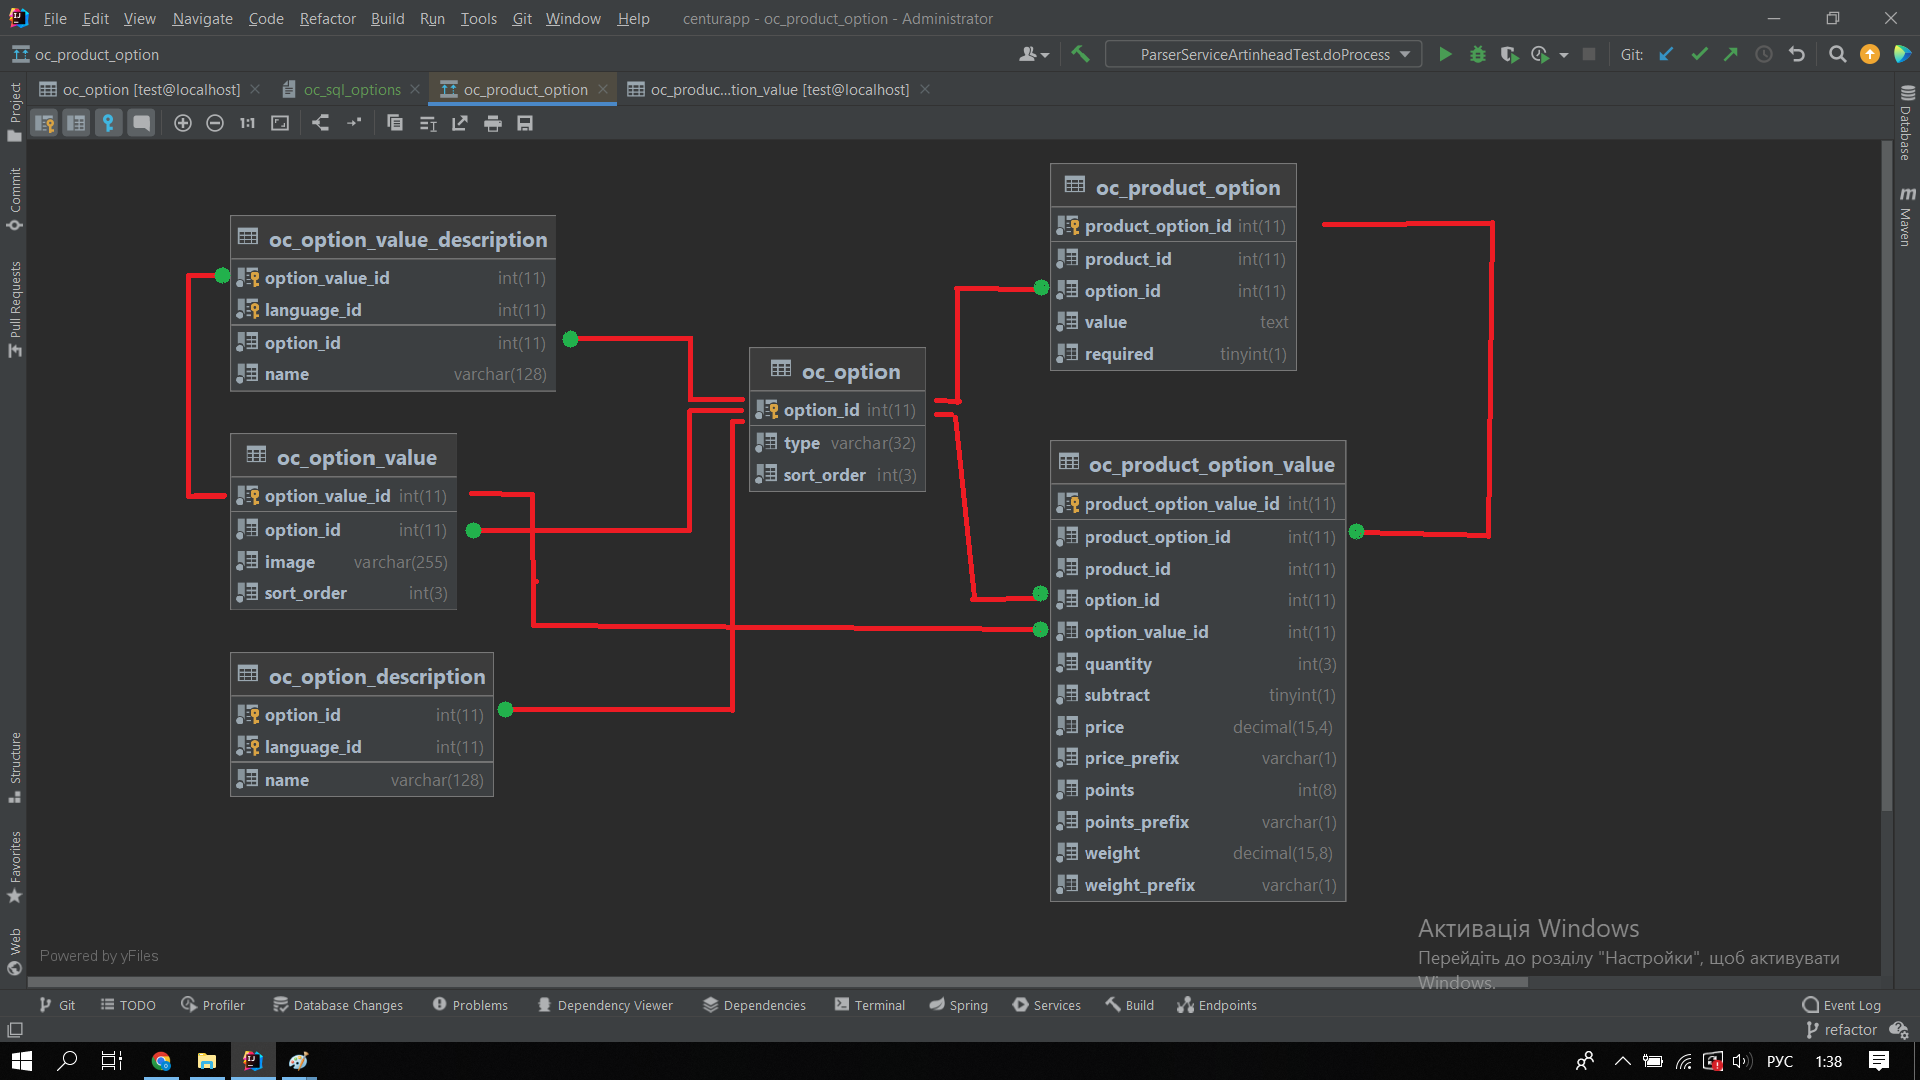 File Edit View Navigate Code Refactor Build Run Tools Git Window Help centurapp - oc_product_option - Administrator
oc_product_option
ParserServiceArtinheadTest.doProcess
Git:
oc_option [test@localhost]
oc_sql_options
oc_product_option
oc_produc...tion_value [test@localhost]
1:1
Project
Commit
Pull Requests
Structure
Favorites
Web
Database
Maven
oc_option_value_description
option_value_id int(11)
language_id int(11)
option_id int(11)
name varchar(128)
oc_option_value
option_value_id int(11)
option_id int(11)
image varchar(255)
sort_order int(3)
oc_option_description
option_id int(11)
language_id int(11)
name varchar(128)
oc_option
option_id int(11)
type varchar(32)
sort_order int(3)
oc_product_option
product_option_id int(11)
product_id int(11)
option_id int(11)
value text
required tinyint(1)
oc_product_option_value
product_option_value_id int(11)
product_option_id int(11)
product_id int(11)
option_id int(11)
option_value_id int(11)
quantity int(3)
subtract tinyint(1)
price decimal(15,4)
price_prefix varchar(1)
points int(8)
points_prefix varchar(1)
weight decimal(15,8)
weight_prefix varchar(1)
Активація Windows
Перейдіть до розділу "Настройки", щоб активувати
Windows.
Powered by yFiles
Git TODO Profiler Database Changes Problems Dependency Viewer Dependencies Terminal Spring Services Build Endpoints Event Log
refactor
РУС 1:38